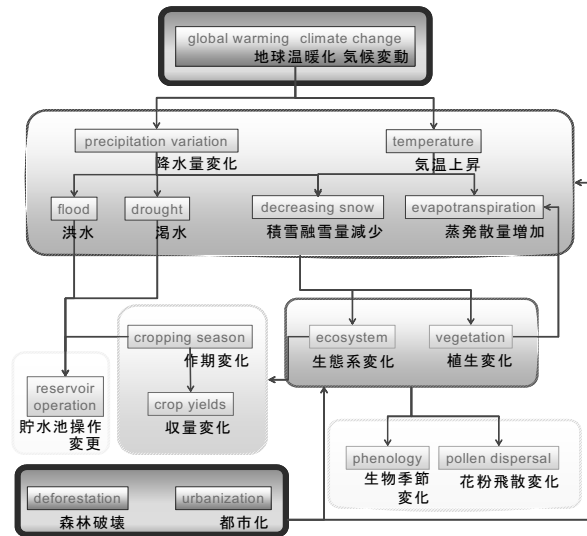 global warming climate change
地球温暖化 気候変動
precipitation variation
降水量変化
temperature
気温上昇
flood
洪水
drought
渇水
decreasing snow
積雪融雪量減少
evapotranspiration
蒸発散量増加
cropping season
作期変化
ecosystem
生態系変化
vegetation
植生変化
reservoir
operation
貯水池操作
変更
crop yields
収量変化
phenology
生物季節
変化
pollen dispersal
花粉飛散変化
deforestation
森林破壊
urbanization
都市化